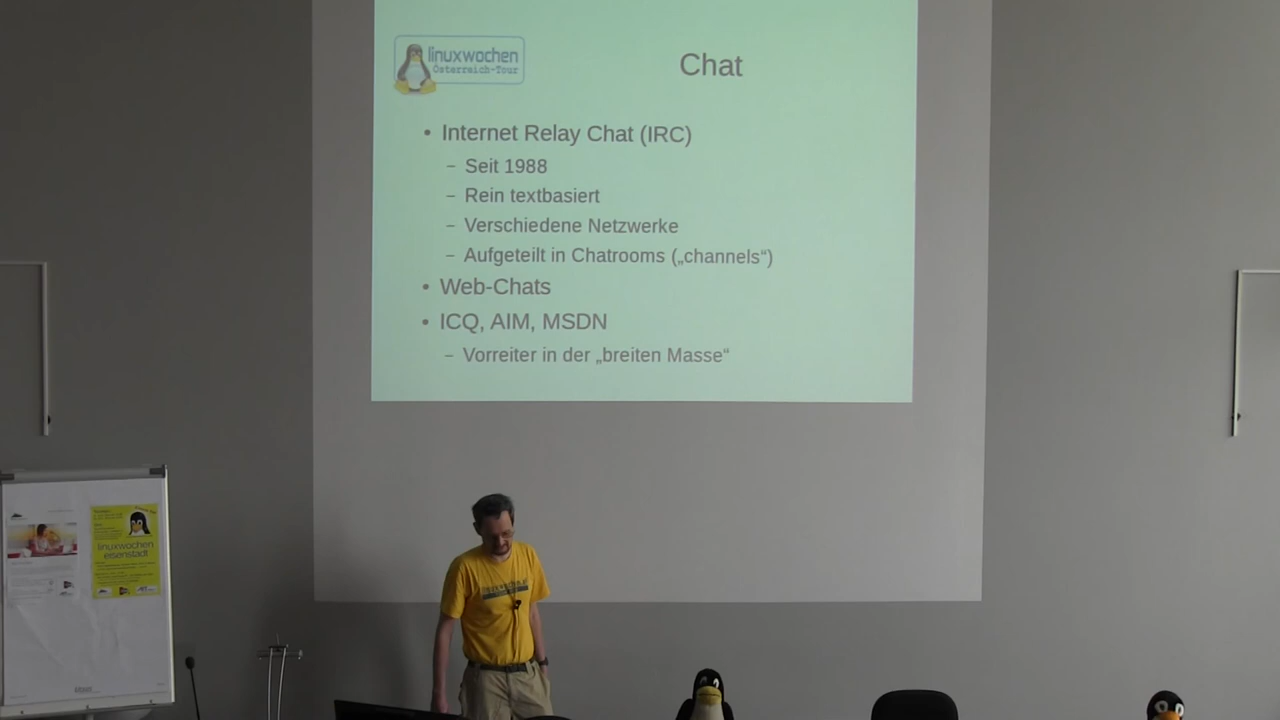 linuxwochen
Österreich-Tour
Chat
• Internet Relay Chat (IRC)
– Seit 1988
– Rein textbasiert
– Verschiedene Netzwerke
– Aufgeteilt in Chatrooms („channels“)
• Web-Chats
• ICQ, AIM, MSDN
– Vorreiter in der „breiten Masse“
linuxwochen
eisenstadt